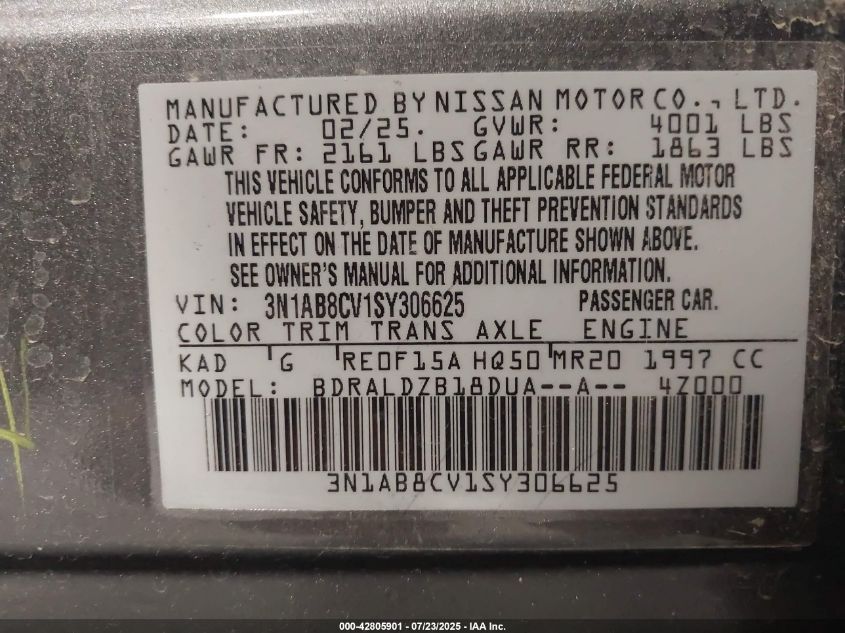 MANUFACTURED BY NISSAN MOTOR CO., LTD.
DATE: 02/25. GVWR: 4001 LBS
GAWR FR: 2161 LBS GAWR RR: 1863 LBS
THIS VEHICLE CONFORMS TO ALL APPLICABLE FEDERAL MOTOR
VEHICLE SAFETY, BUMPER AND THEFT PREVENTION STANDARDS
IN EFFECT ON THE DATE OF MANUFACTURE SHOWN ABOVE.
SEE OWNER'S MANUAL FOR ADDITIONAL INFORMATION.
VIN: 3N1AB8CV1SY306625 PASSENGER CAR.
COLOR TRIM TRANS AXLE ENGINE
KAD G RE0F15A HQ50 MR20 1997 CC
MODEL: BDRALDZB18DUA--A-- 4Z000
3N1AB8CV1SY306625
000-42805901 - 07/23/2025 - IAA Inc.